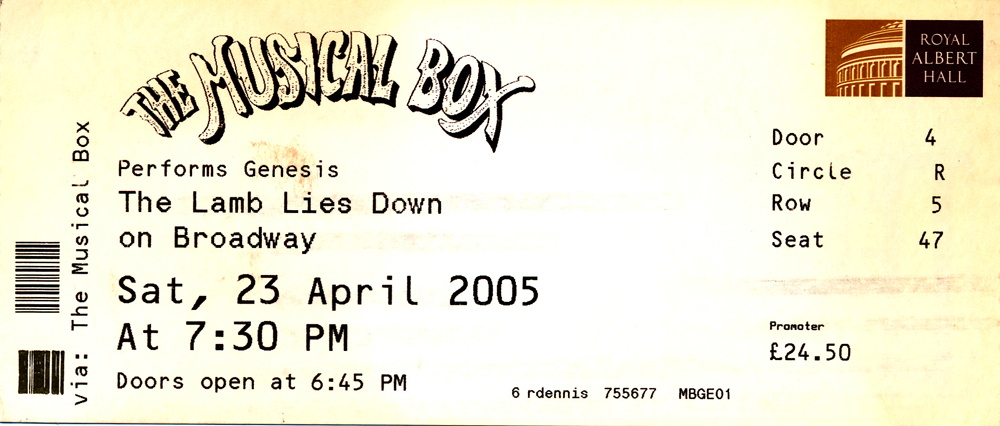 THE MUSICAL BOX
Performs Genesis
The Lamb Lies Down
on Broadway
Sat, 23 April 2005
At 7:30 PM
Doors open at 6:45 PM
6 rdennis 755677 MBGE01
via: The Musical Box
ROYAL
ALBERT
HALL
Door 4
Circle R
Row 5
Seat 47
Promoter
£24.50